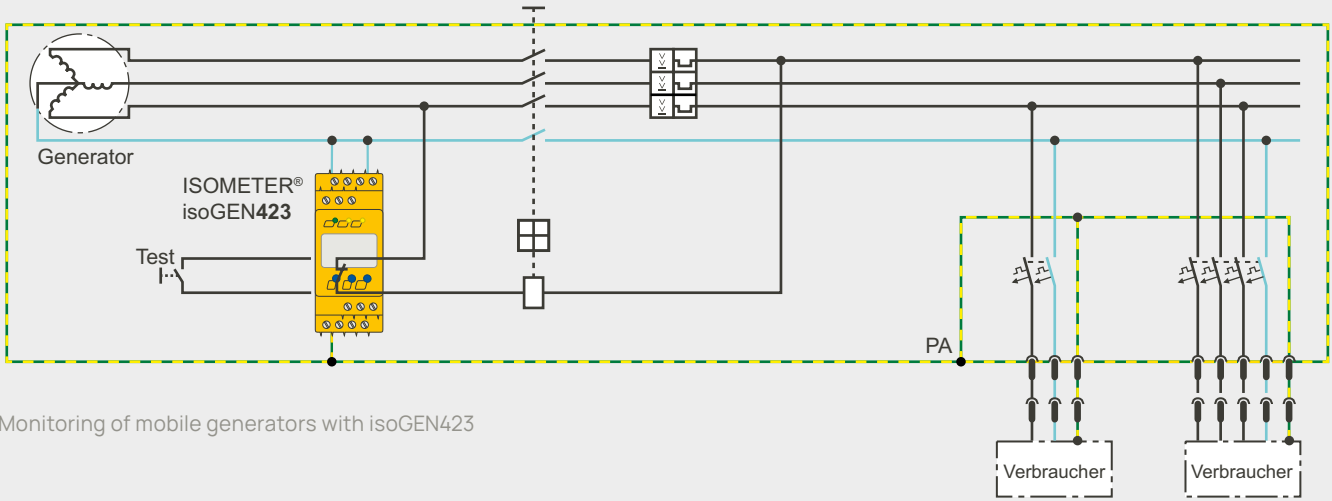 Generator
ISOMETER®
isoGEN423
Test
PA
Monitoring of mobile generators with isoGEN423
Verbraucher
Verbraucher